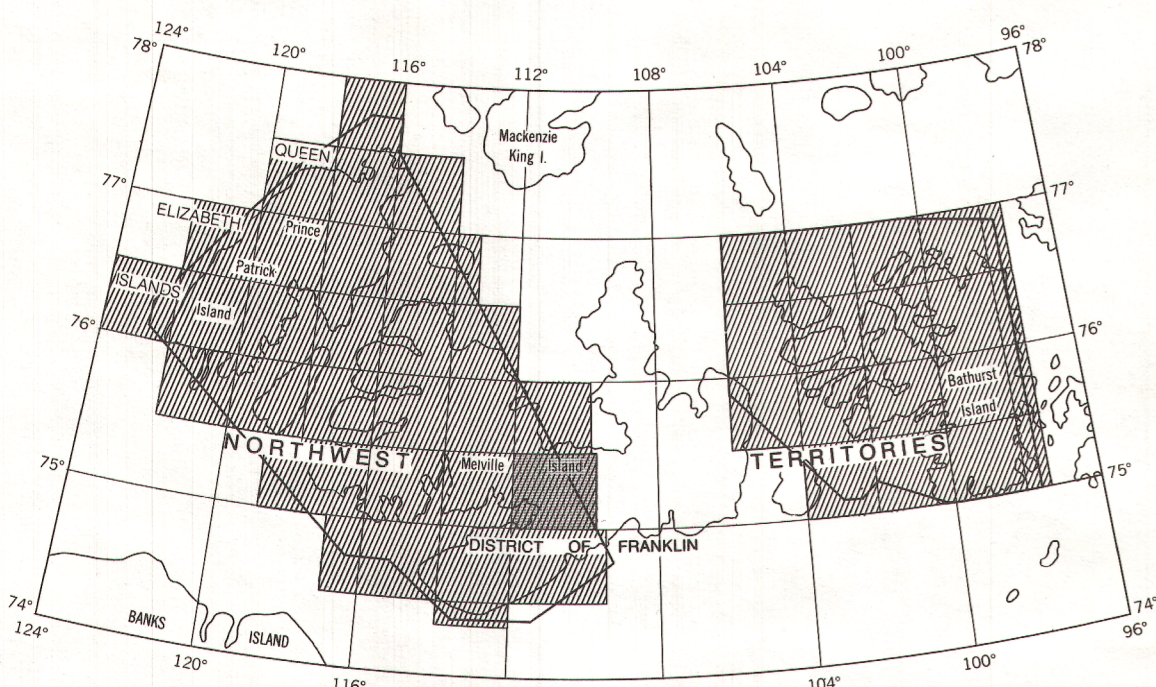 124°
120°
116°
112°
108°
104°
100°
96°
78°
78°
Mackenzie
King I.
QUEEN
77°
77°
ELIZABETH
Prince
Patrick
ISLANDS
Island
76°
76°
Bathurst
Island
NORTHWEST
TERRITORIES
Melville
Island
75°
75°
DISTRICT OF FRANKLIN
74°
74°
BANKS
ISLAND
124°
120°
116°
104°
100°
96°